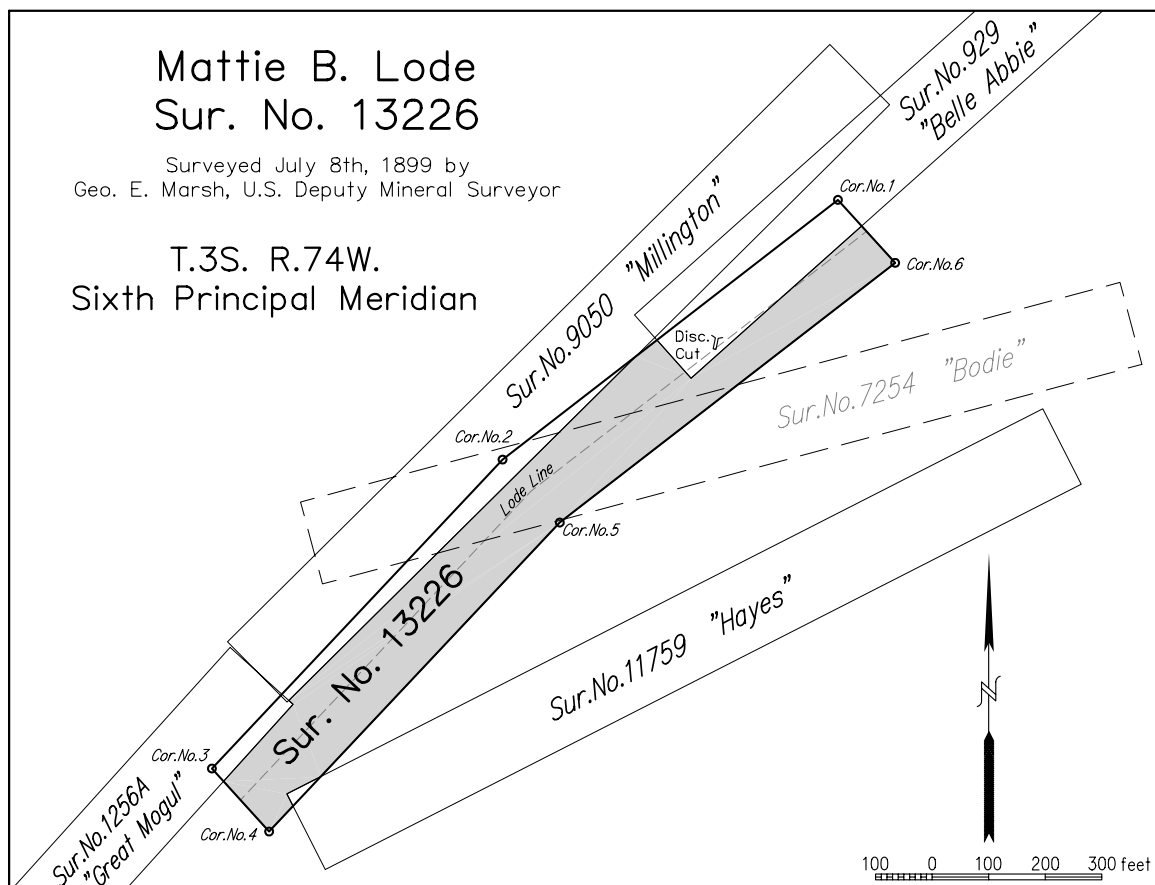 Mattie B. Lode
Sur. No. 13226
Surveyed July 8th, 1899 by
Geo. E. Marsh, U.S. Deputy Mineral Surveyor
T.3S. R.74W.
Sixth Principal Meridian
Sur.No.929
"Belle Abbie"
Sur.No.9050 "Millington"
Cor.No.1
Cor.No.6
Disc.
Cut
Sur.No.7254 "Bodie"
Cor.No.2
Lode Line
Cor.No.5
Sur. No. 13226
Sur.No.11759 "Hayes"
Cor.No.3
Sur.No.1256A
"Great Mogul"
Cor.No.4
N
100 0 100 200 300 feet